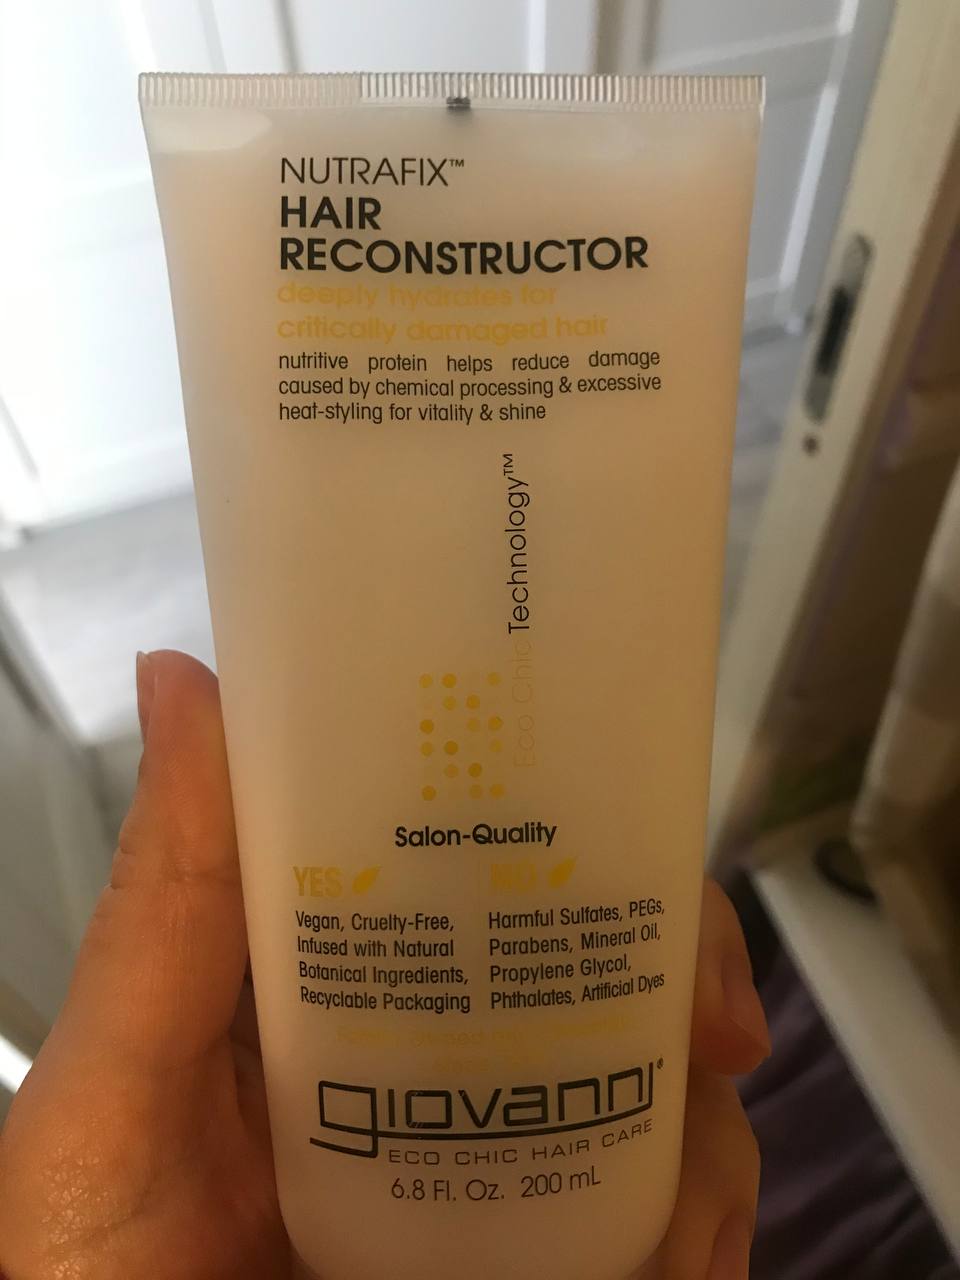 NUTRAFIX™
HAIR
RECONSTRUCTOR
deeply hydrates for
critically damaged hair
nutritive protein helps reduce damage
caused by chemical processing & excessive
heat-styling for vitality & shine
Eco Chic Technology™
Salon-Quality
YES
Vegan, Cruelty-Free,
Infused with Natural
Botanical Ingredients,
Recyclable Packaging
NO
Harmful Sulfates, PEGs,
Parabens, Mineral Oil,
Propylene Glycol,
Phthalates, Artificial Dyes
giovanni®
ECO CHIC HAIR CARE
6.8 Fl. Oz. 200 mL